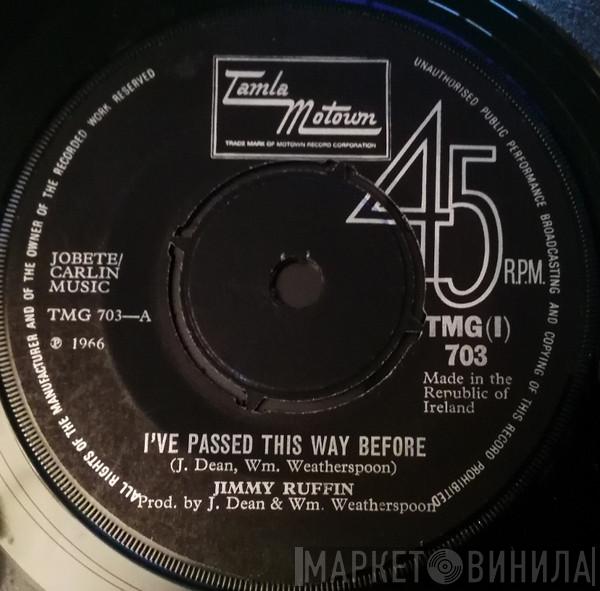 Tamla
Motown
TRADE MARK OF MOTOWN RECORD CORPORATION
ALL RIGHTS OF THE MANUFACTURER AND OF THE OWNER OF THE RECORDED WORK RESERVED
UNAUTHORISED PUBLIC PERFORMANCE BROADCASTING AND COPYING OF THIS RECORD PROHIBITED
45
R.P.M.
JOBETE/
CARLIN
MUSIC
TMG 703—A
℗ 1966
TMG (I)
703
Made in the
Republic of
Ireland
I'VE PASSED THIS WAY BEFORE
(J. Dean, Wm. Weatherspoon)
JIMMY RUFFIN
Prod. by J. Dean & Wm. Weatherspoon
МАРКЕТ ВИНИЛА